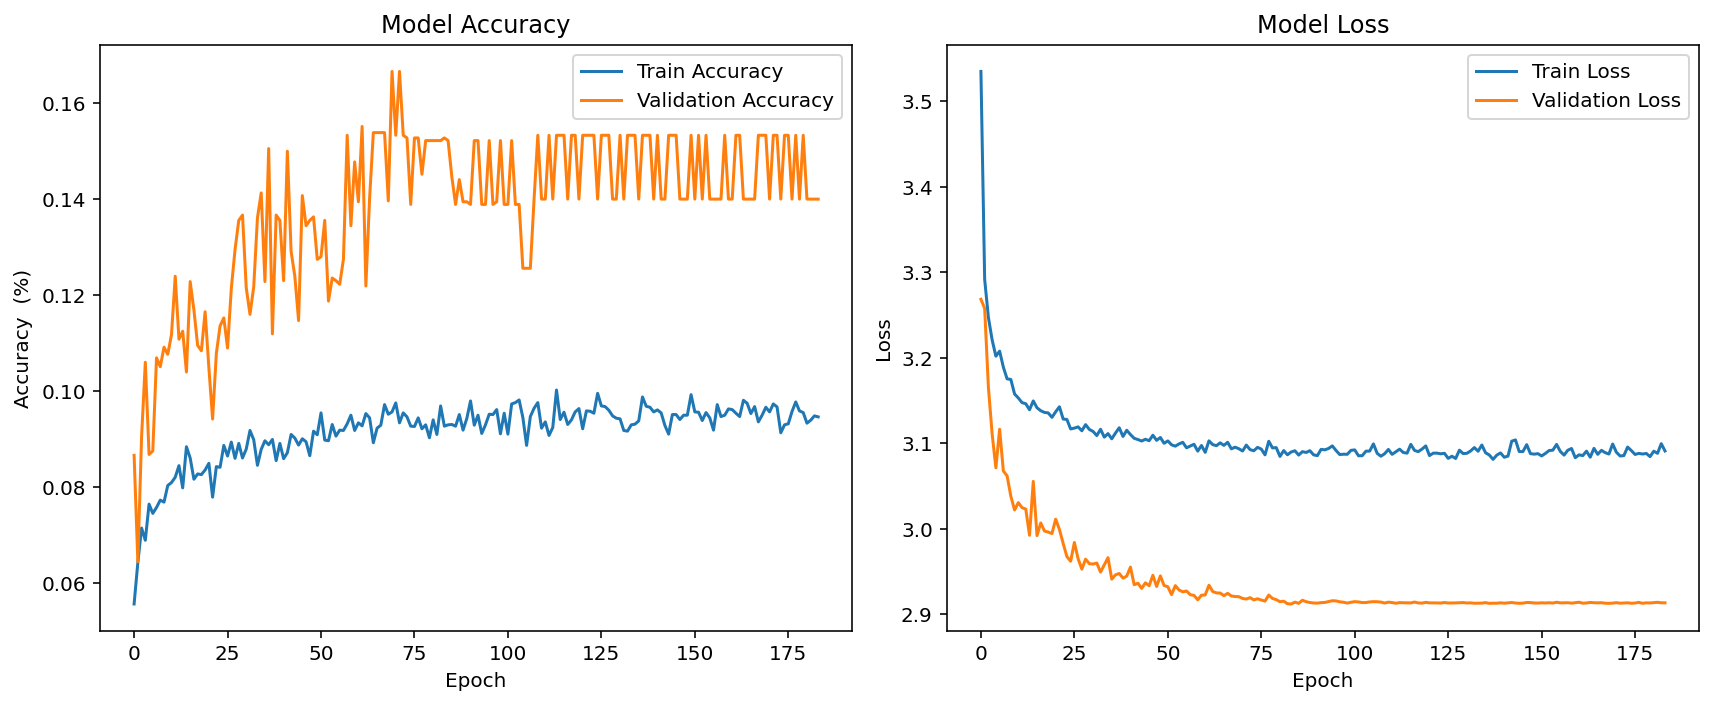 Model Accuracy
Train Accuracy
Validation Accuracy
Accuracy (%)
0.16
0.14
0.12
0.10
0.08
0.06
0 25 50 75 100 125 150 175
Epoch
Model Loss
Train Loss
Validation Loss
Loss
3.5
3.4
3.3
3.2
3.1
3.0
2.9
0 25 50 75 100 125 150 175
Epoch